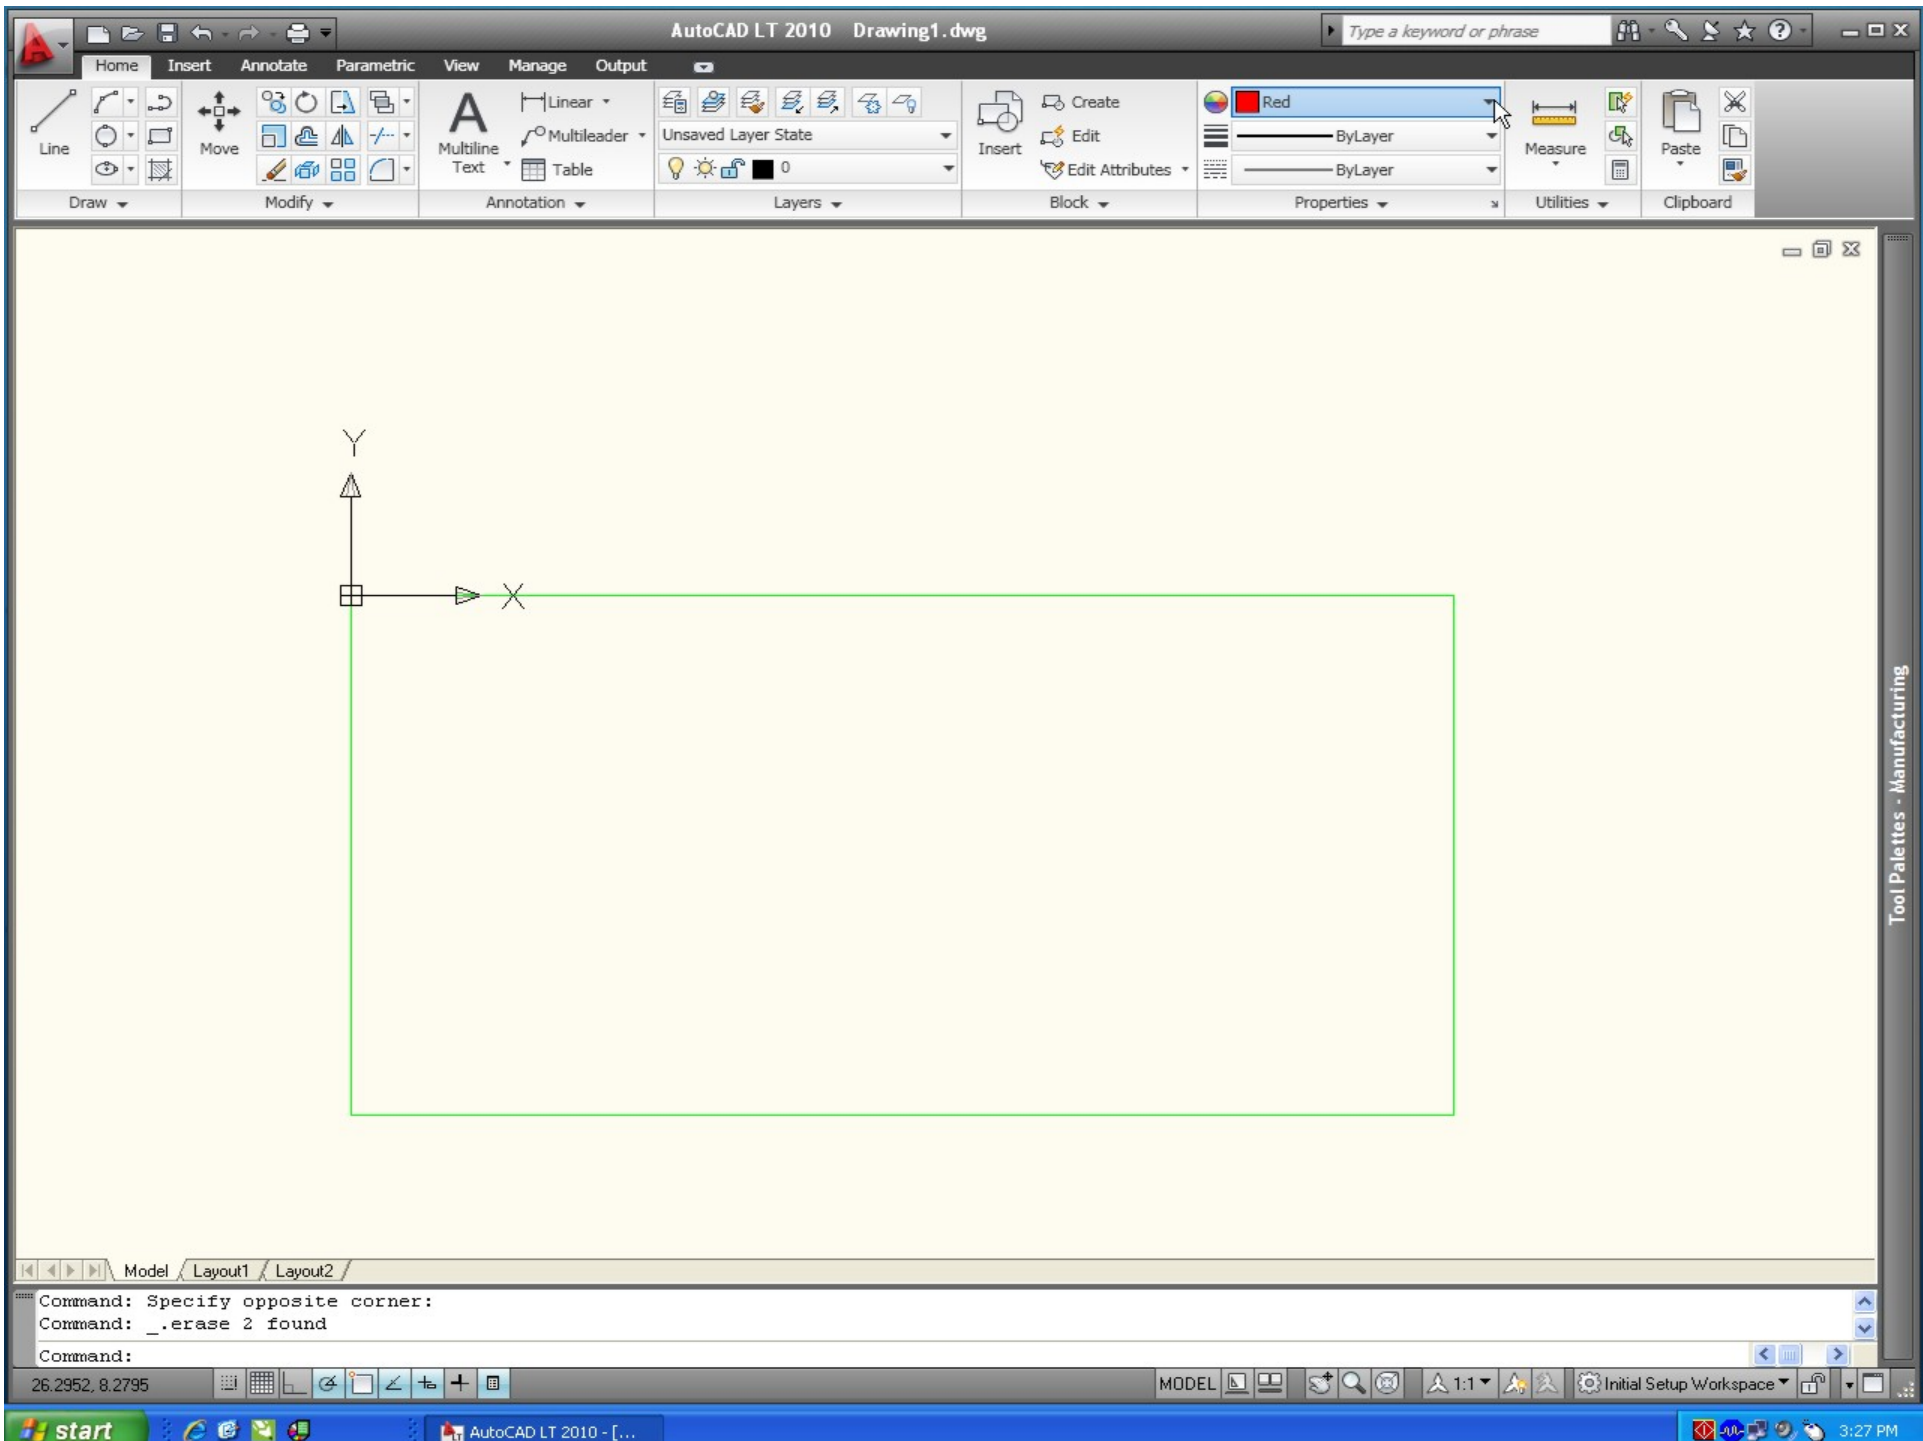 AutoCAD LT 2010 Drawing1.dwg
Type a keyword or phrase
Home Insert Annotate Parametric View Manage Output
Line
Move
A
Multiline
Text
Linear
Multileader
Table
Unsaved Layer State
0
Insert
Create
Edit
Edit Attributes
Red
ByLayer
ByLayer
Measure
Paste
Draw
Modify
Annotation
Layers
Block
Properties
Utilities
Clipboard
Y
X
Tool Palettes - Manufacturing
Model Layout1 Layout2
Command: Specify opposite corner:
Command: _.erase 2 found
Command:
26.2952, 8.2795
MODEL
1:1
Initial Setup Workspace
start
AutoCAD LT 2010 - [...
3:27 PM